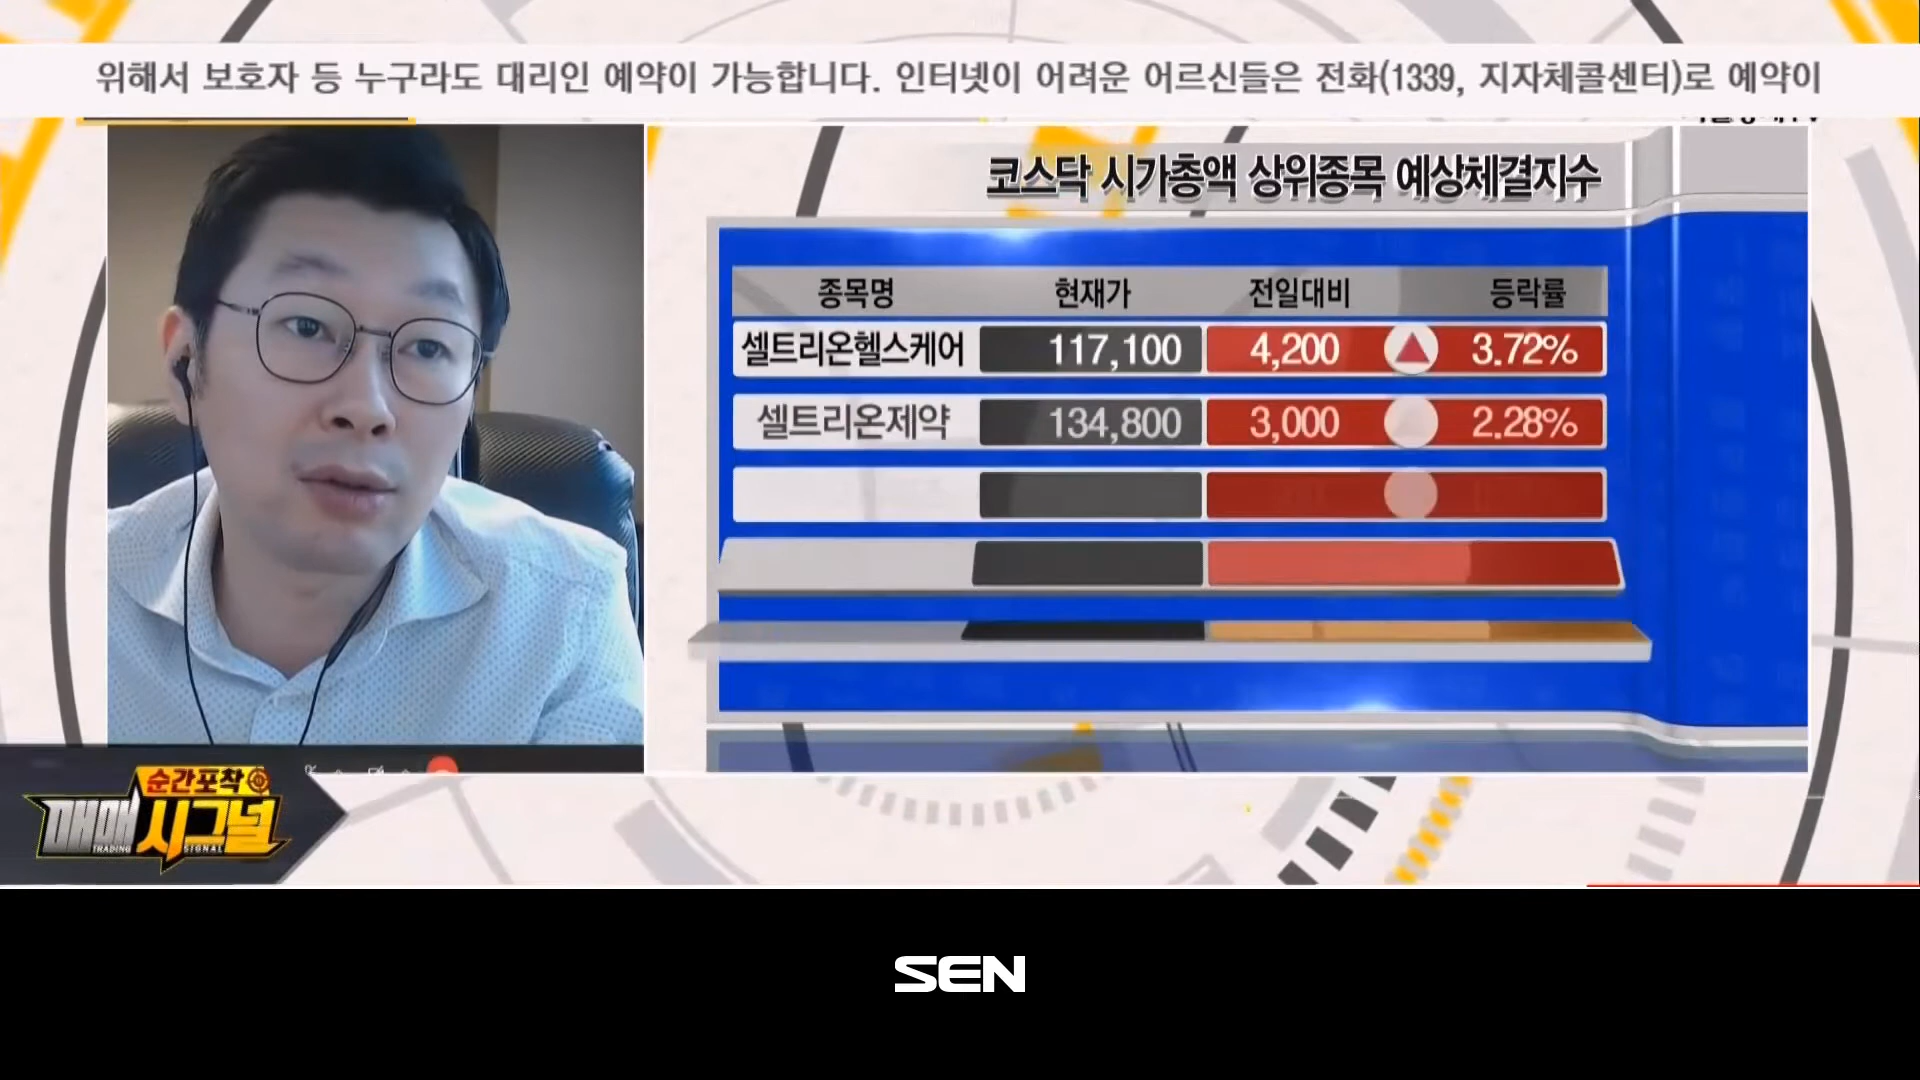 위해서 보호자 등 누구라도 대리인 예약이 가능합니다. 인터넷이 어려운 어르신들은 전화(1339, 지자체콜센터)로 예약이
코스닥 시가총액 상위종목 예상체결지수
종목명 현재가 전일대비 등락률
셀트리온헬스케어 117,100 4,200 ▲ 3.72%
셀트리온제약 134,800 3,000 2.28%
순간포착
매매 시그널
TRADING SIGNAL
SEN